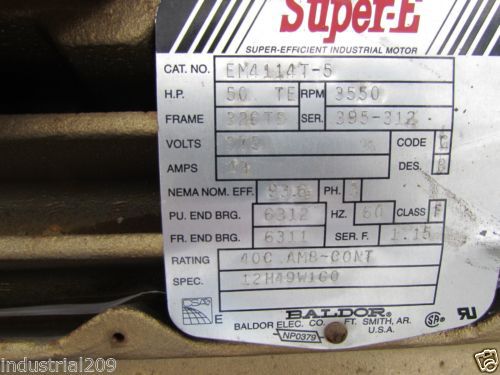 Super-E
SUPER-EFFICIENT INDUSTRIAL MOTOR
CAT. NO. EM4114T-5
H.P. 50 TE RPM 3550
FRAME 326TS SER. 395-312
VOLTS 575 CODE
AMPS DES. B
NEMA NOM. EFF. 93.6 PH. 3
PU. END BRG. 6312 HZ. 60 CLASS F
FR. END BRG. 6311 SER. F. 1.15
RATING 40C AMB-CONT
SPEC. 12H49W160
E BALDOR
BALDOR ELEC. CO. FT. SMITH, AR.
NP0379 U.S.A.
industrial209